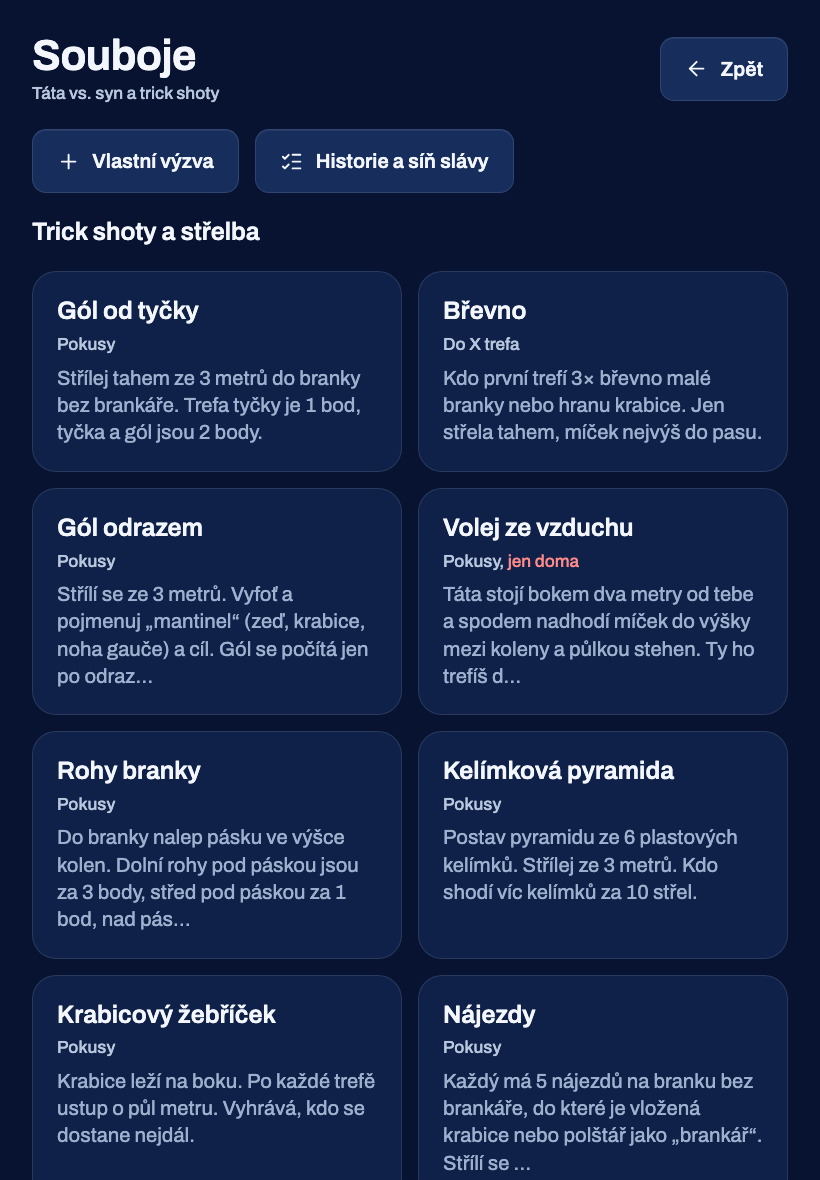 Souboje
Táta vs. syn a trick shoty
Zpět
Vlastní výzva
Historie a síň slávy
Trick shoty a střelba
Gól od tyčky
Pokusy
Střílej tahem ze 3 metrů do branky
bez brankáře. Trefa tyčky je 1 bod,
tyčka a gól jsou 2 body.
Břevno
Do X trefa
Kdo první trefí 3× břevno malé
branky nebo hranu krabice. Jen
střela tahem, míček nejvýš do pasu.
Gól odrazem
Pokusy
Střílí se ze 3 metrů. Vyfoť a
pojmenuj „mantinel“ (zeď, krabice,
noha gauče) a cíl. Gól se počítá jen
po odraz…
Volej ze vzduchu
Pokusy, jen doma
Táta stojí bokem dva metry od tebe
a spodem nadhodí míček do výšky
mezi koleny a půlkou stehen. Ty ho
trefíš d…
Rohy branky
Pokusy
Do branky nalep pásku ve výšce
kolen. Dolní rohy pod páskou jsou
za 3 body, střed pod páskou za 1
bod, nad pás…
Kelímková pyramida
Pokusy
Postav pyramidu ze 6 plastových
kelímků. Střílej ze 3 metrů. Kdo
shodí víc kelímků za 10 střel.
Krabicový žebříček
Pokusy
Krabice leží na boku. Po každé trefě
ustup o půl metru. Vyhrává, kdo se
dostane nejdál.
Nájezdy
Pokusy
Každý má 5 nájezdů na branku bez
brankáře, do které je vložená
krabice nebo polštář jako „brankář“.
Střílí se …